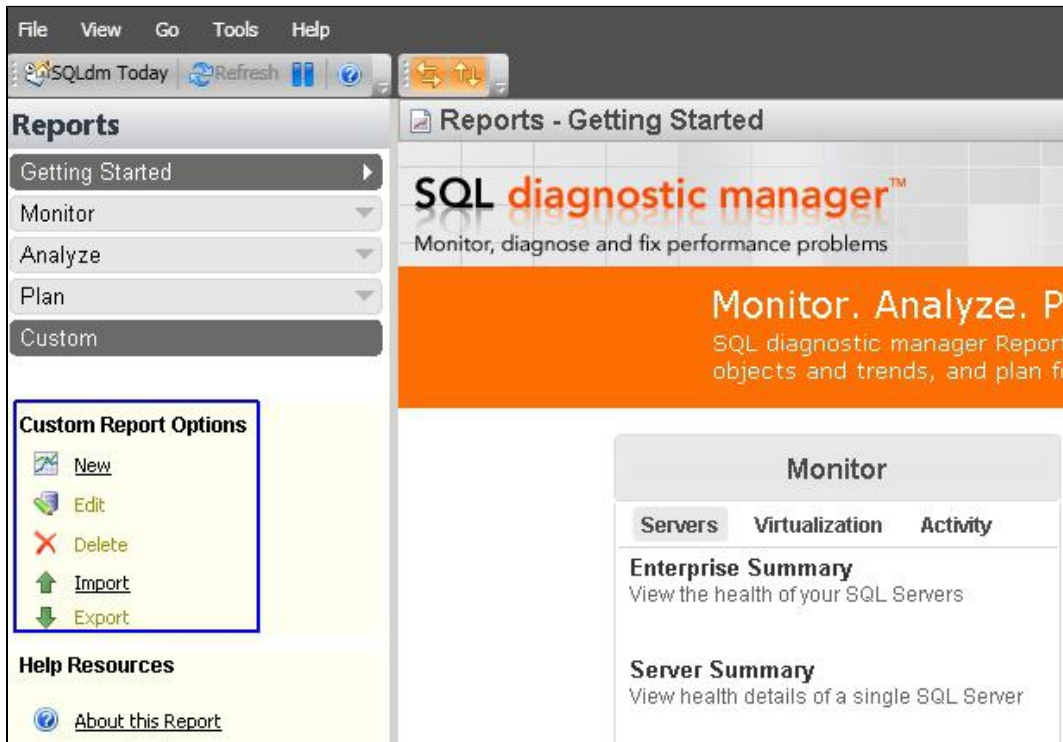 File View Go Tools Help
SQLdm Today Refresh
Reports
Getting Started
Monitor
Analyze
Plan
Custom
Custom Report Options
New
Edit
Delete
Import
Export
Help Resources
About this Report
Reports - Getting Started
SQL diagnostic manager™
Monitor, diagnose and fix performance problems
Monitor. Analyze. P
SQL diagnostic manager Repor
objects and trends, and plan f
Monitor
Servers Virtualization Activity
Enterprise Summary
View the health of your SQL Servers
Server Summary
View health details of a single SQL Server